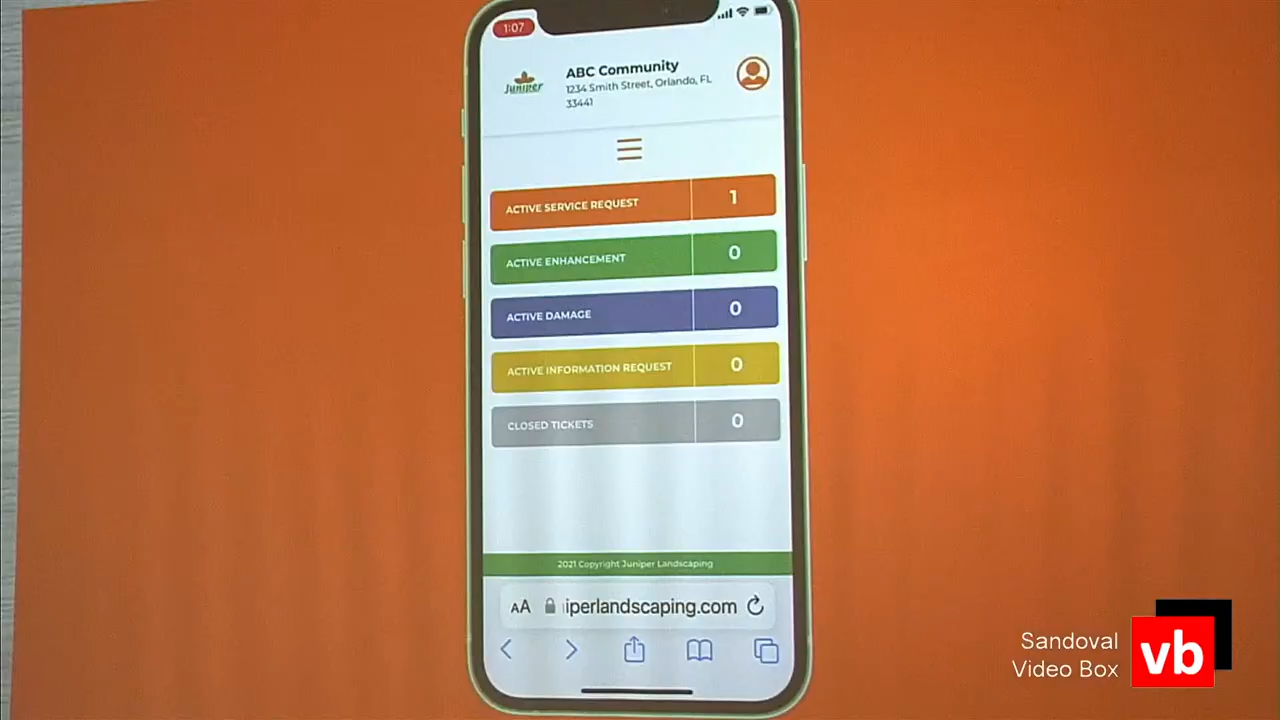 1:07
Juniper
ABC Community
1234 Smith Street, Orlando, FL
33441
ACTIVE SERVICE REQUEST 1
ACTIVE ENHANCEMENT 0
ACTIVE DAMAGE 0
ACTIVE INFORMATION REQUEST 0
CLOSED TICKETS 0
2021 Copyright Juniper Landscaping
AA iperlandscaping.com
Sandoval
Video Box
vb